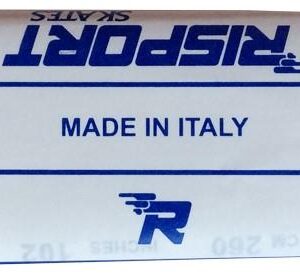 RISPORT
SKATES
MADE IN ITALY
R
CM 260
INCHES 102